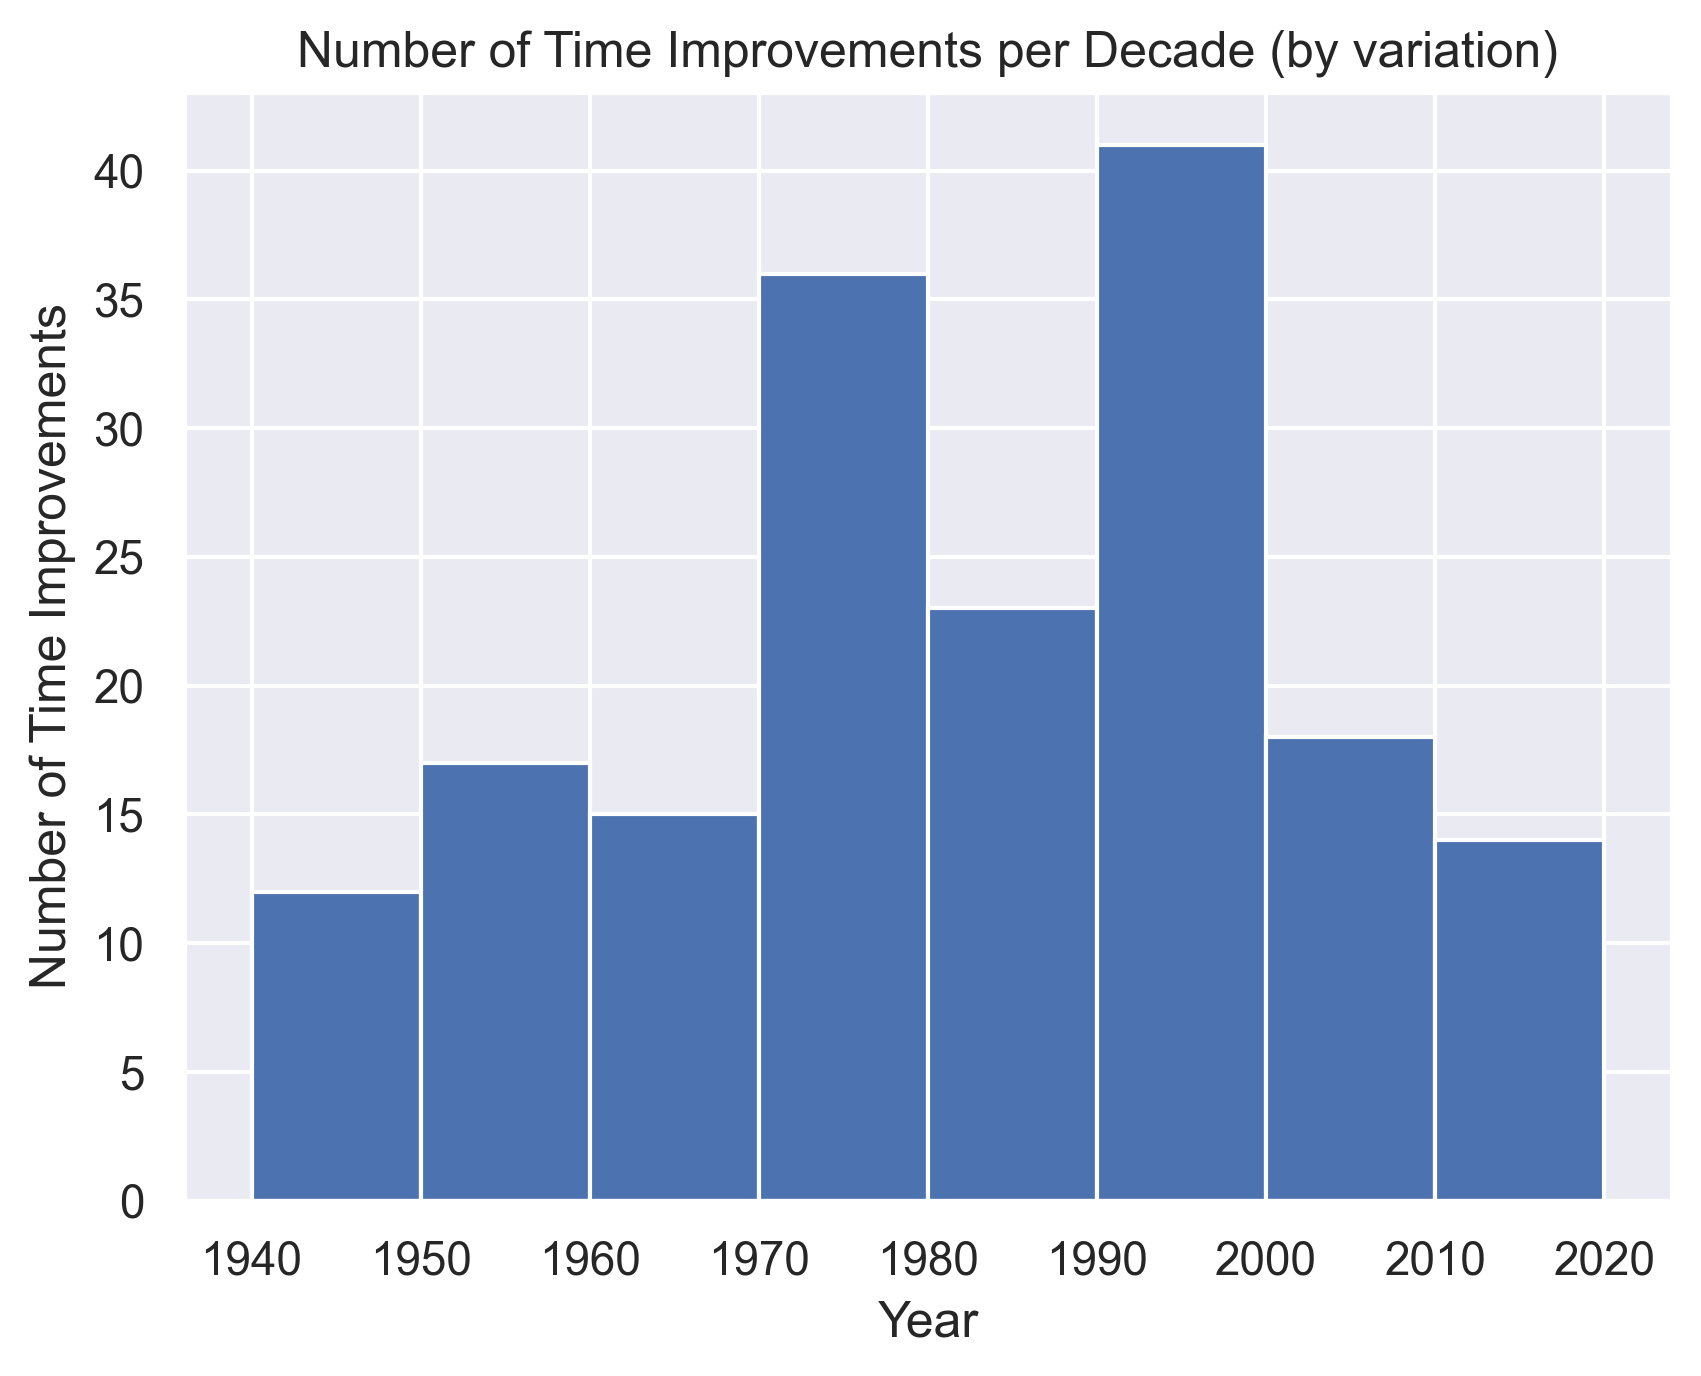 Number of Time Improvements per Decade (by variation)
Number of Time Improvements
40
35
30
25
20
15
10
5
0
1940 1950 1960 1970 1980 1990 2000 2010 2020
Year